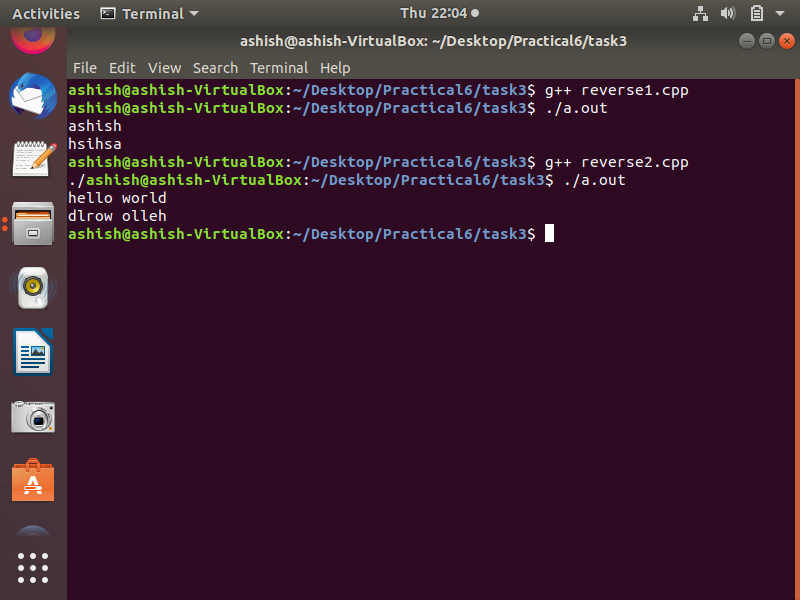 Activities Terminal Thu 22:04
ashish@ashish-VirtualBox: ~/Desktop/Practical6/task3
File Edit View Search Terminal Help
ashish@ashish-VirtualBox:~/Desktop/Practical6/task3$ g++ reverse1.cpp
ashish@ashish-VirtualBox:~/Desktop/Practical6/task3$ ./a.out
ashish
hsihsa
ashish@ashish-VirtualBox:~/Desktop/Practical6/task3$ g++ reverse2.cpp
./ashish@ashish-VirtualBox:~/Desktop/Practical6/task3$ ./a.out
hello world
dlrow olleh
ashish@ashish-VirtualBox:~/Desktop/Practical6/task3$